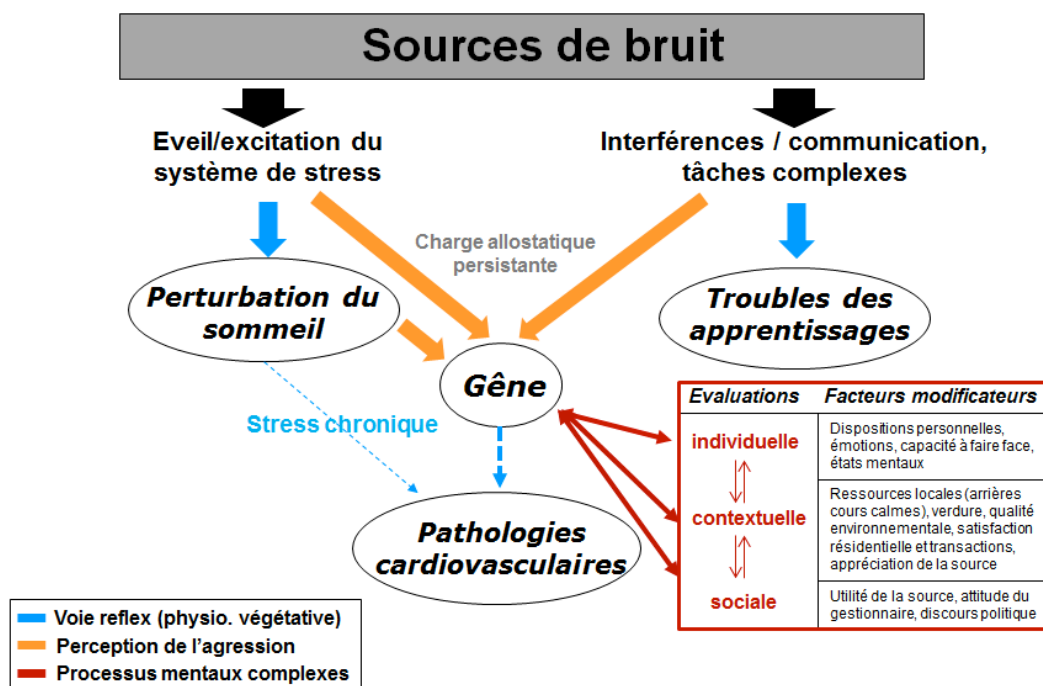 Sources de bruit
Eveil/excitation du
système de stress
Interférences / communication,
tâches complexes
Charge allostatique
persistante
Perturbation du
sommeil
Troubles des
apprentissages
Gêne
Stress chronique
Pathologies
cardiovasculaires
Evaluations
Facteurs modificateurs
individuelle
Dispositions personnelles,
émotions, capacité à faire face,
états mentaux
contextuelle
Ressources locales (arrières
cours calmes), verdure, qualité
environnementale, satisfaction
résidentielle et transactions,
appréciation de la source
sociale
Utilité de la source, attitude du
gestionnaire, discours politique
Voie reflex (physio. végétative)
Perception de l'agression
Processus mentaux complexes